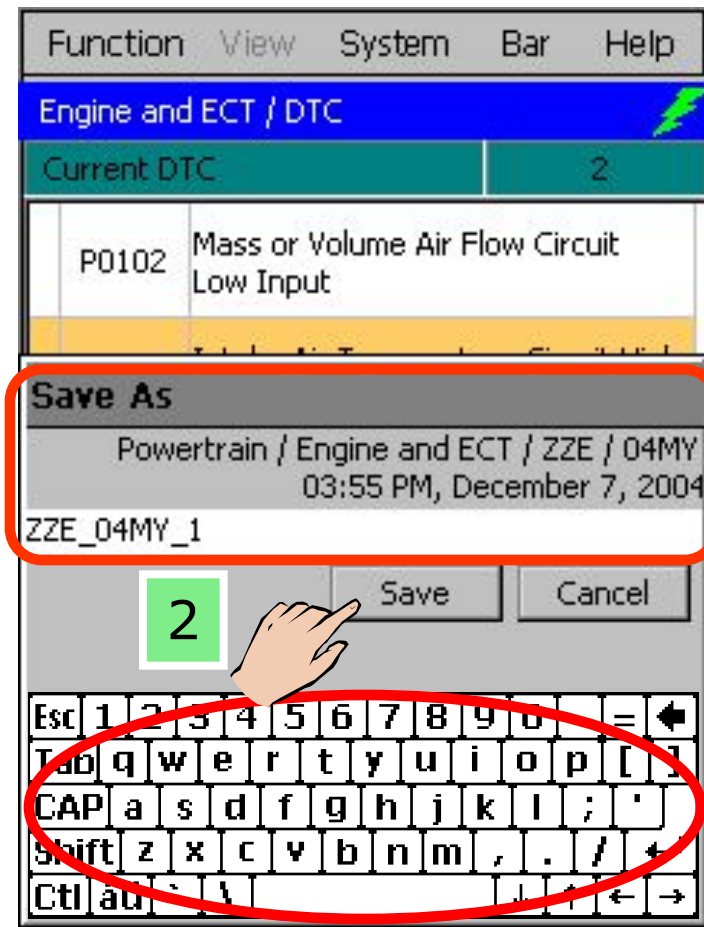 Function View System Bar Help
Engine and ECT / DTC
Current DTC 2
P0102 Mass or Volume Air Flow Circuit
Low Input
Save As
Powertrain / Engine and ECT / ZZE / 04MY
03:55 PM, December 7, 2004
ZZE_04MY_1
2 Save Cancel
Esc 1 2 3 4 5 6 7 8 9 0 =
Tab q w e r t y u i o p [ ]
CAP a s d f g h j k l ; '
Shift z x c v b n m , . / ↵
Ctl áü ` \ ↓ ↑ ← →